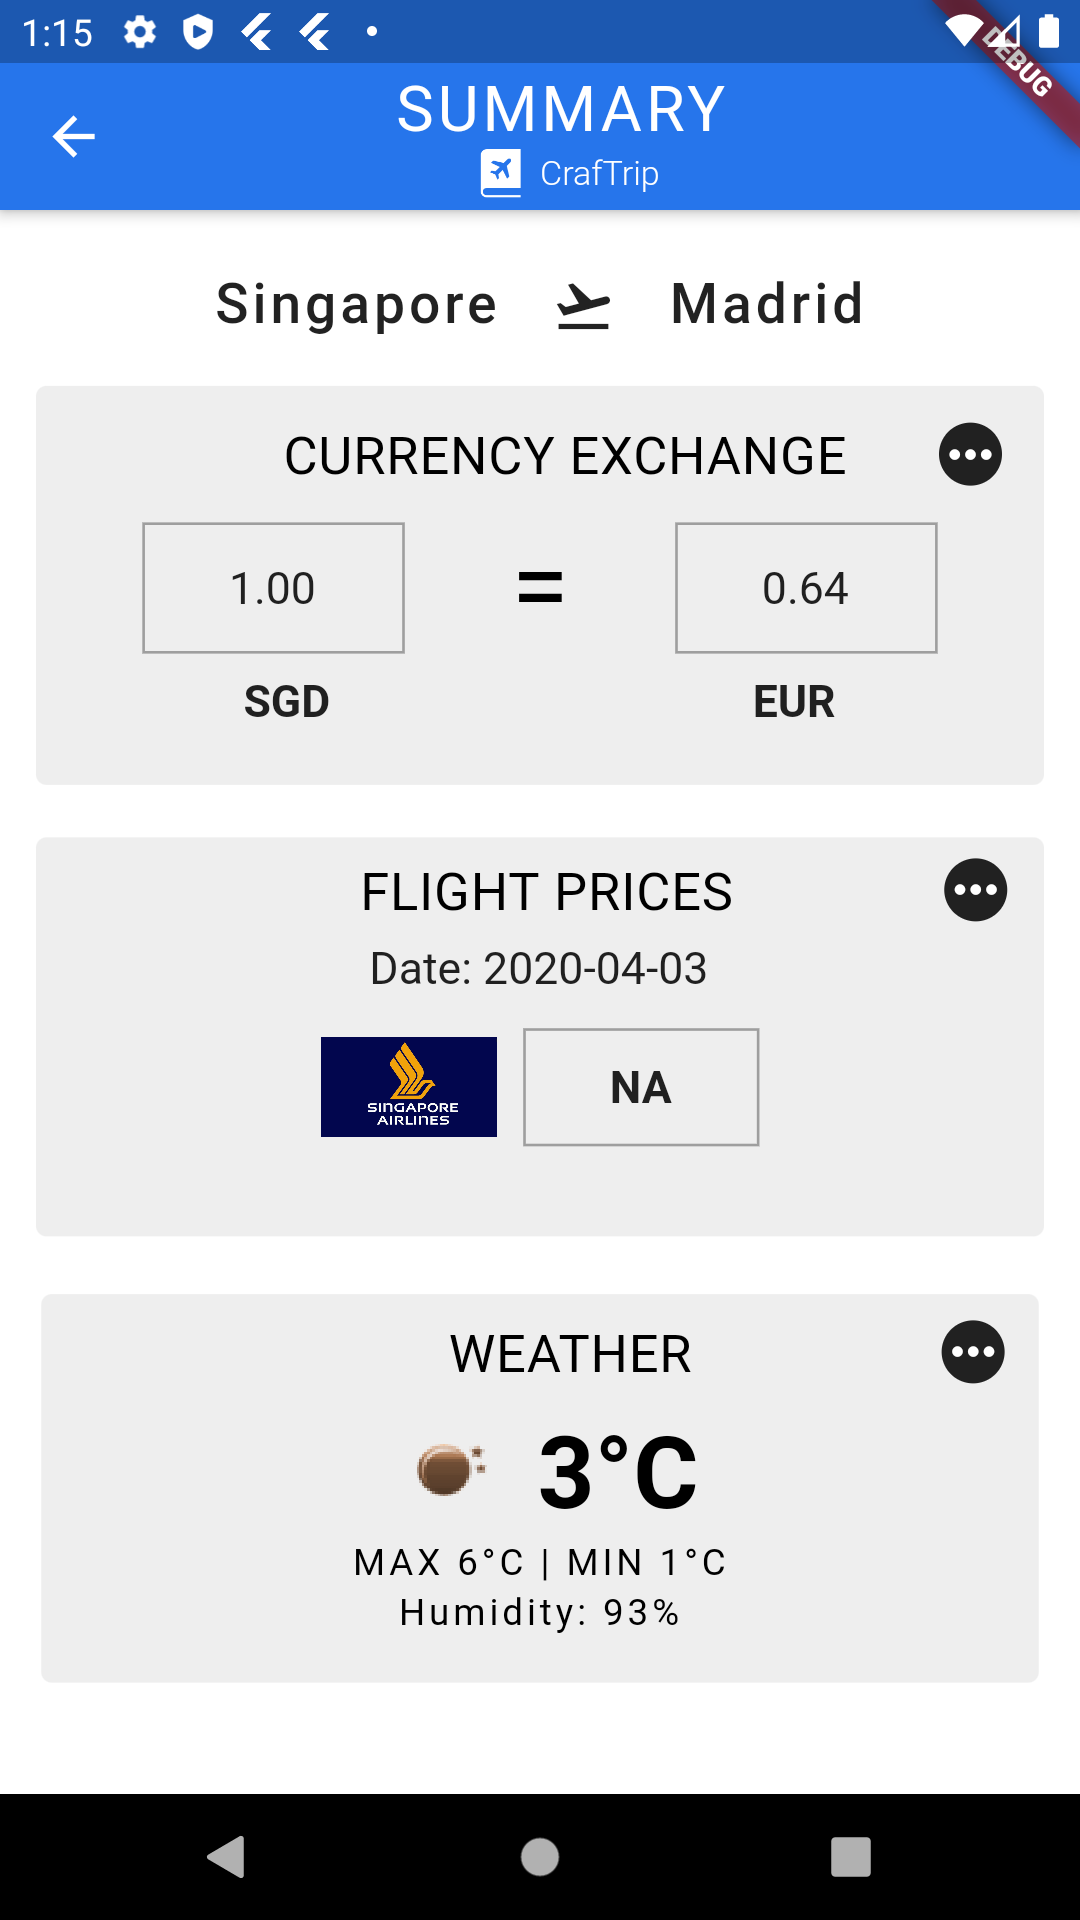 1:15
DEBUG
SUMMARY
CrafTrip
Singapore Madrid
CURRENCY EXCHANGE
1.00 = 0.64
SGD EUR
FLIGHT PRICES
Date: 2020-04-03
SINGAPORE
AIRLINES
NA
WEATHER
3°C
MAX 6°C | MIN 1°C
Humidity: 93%